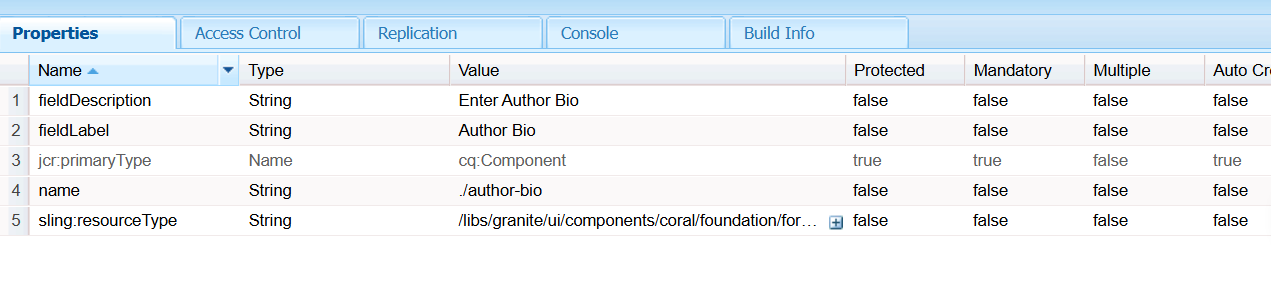 Properties Access Control Replication Console Build Info
Name Type Value Protected Mandatory Multiple Auto Cr
1 fieldDescription String Enter Author Bio false false false false
2 fieldLabel String Author Bio false false false false
3 jcr:primaryType Name cq:Component true true false true
4 name String ./author-bio false false false false
5 sling:resourceType String /libs/granite/ui/components/coral/foundation/for... false false false false